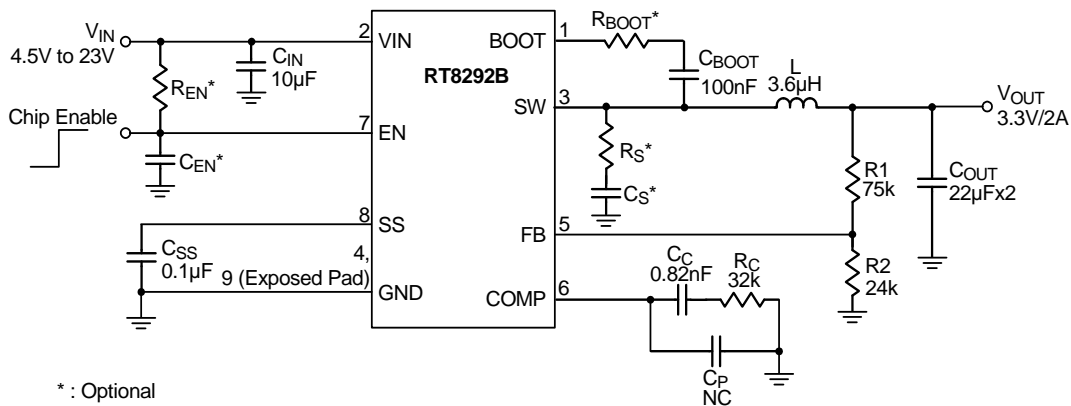 VIN
4.5V to 23V
REN*
CIN
10µF
Chip Enable
CEN*
2
VIN
7
EN
8
SS
CSS
0.1µF
4,
9 (Exposed Pad)
GND
RT8292B
BOOT
1
RBOOT*
CBOOT
100nF
SW
3
L
3.6µH
VOUT
3.3V/2A
RS*
CS*
R1
75k
COUT
22µFx2
FB
5
R2
24k
COMP
6
CC
0.82nF
RC
32k
CP
NC
* : Optional